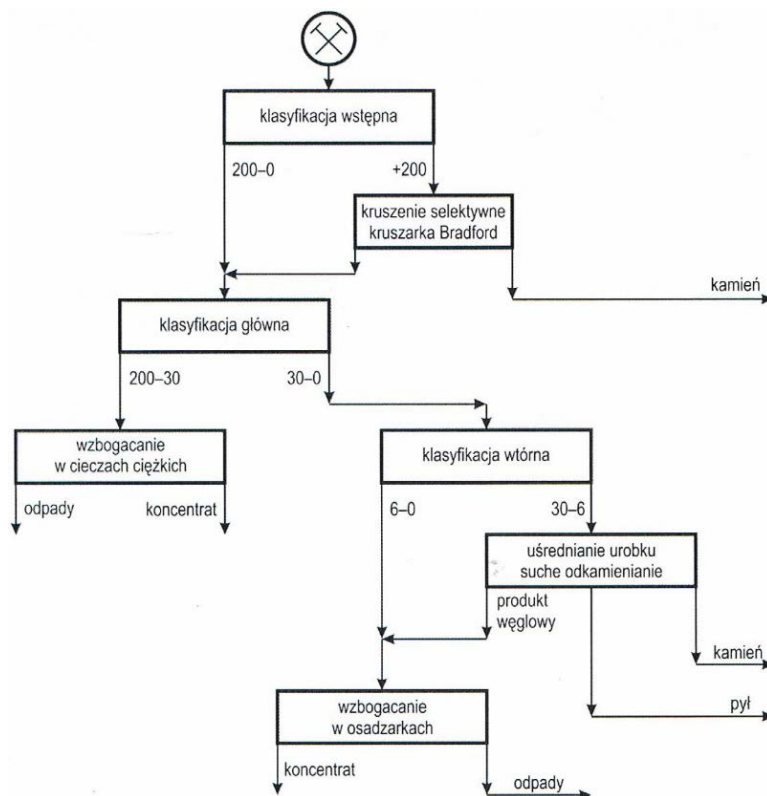 klasyfikacja wstępna
200–0
+200
kruszenie selektywne
kruszarka Bradford
kamień
klasyfikacja główna
200–30
30–0
wzbogacanie
w cieczach ciężkich
klasyfikacja wtórna
odpady
koncentrat
6–0
30–6
uśrednianie urobku
suche odkamienianie
produkt
węglowy
kamień
pył
wzbogacanie
w osadzarkach
koncentrat
odpady